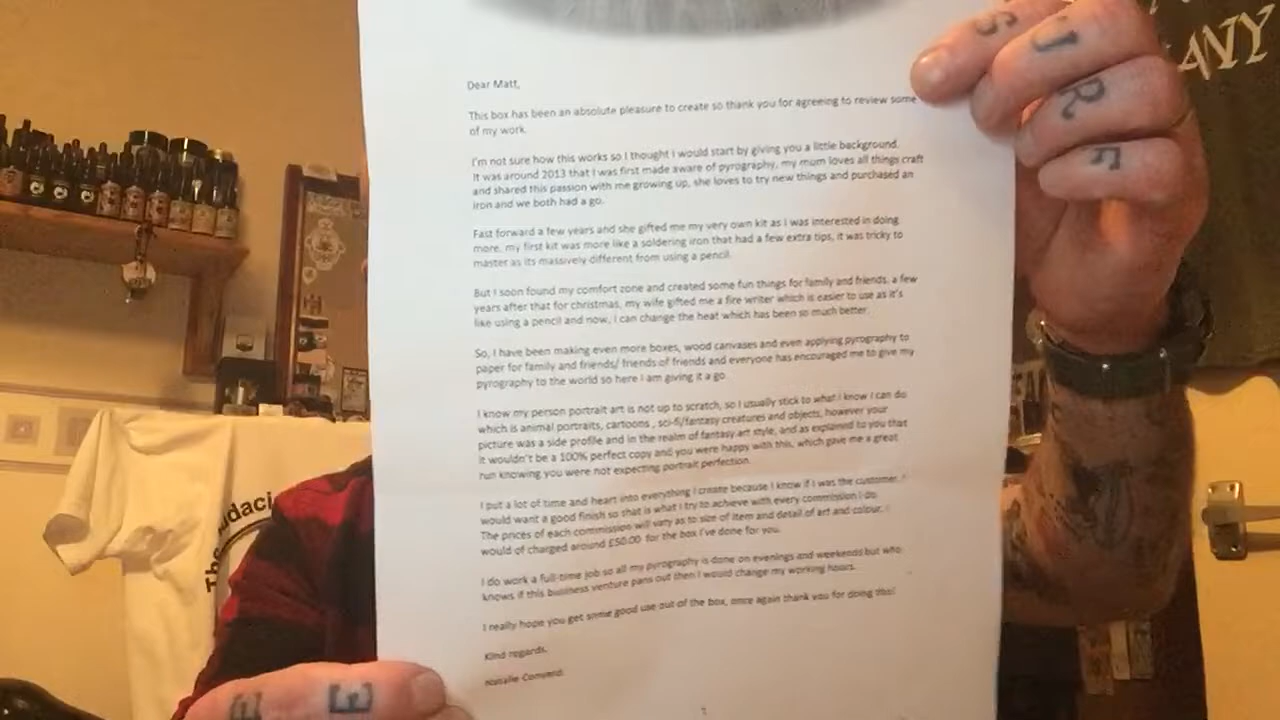 Dear Matt,
This box has been an absolute pleasure to create so thank you for agreeing to review some
of my work.
I'm not sure how this works so I thought I would start by giving you a little background.
It was around 2013 that I was first made aware of pyrography, my mum loves all things craft
and shared this passion with me growing up, she loves to try new things and purchased an
iron and we both had a go.
Fast forward a few years and she gifted me my very own kit as I was interested in doing
more, my first kit was more like a soldering iron that had a few extra tips, it was tricky to
master as its massively different from using a pencil.
But I soon found my comfort zone and created some fun things for family and friends, a few
years after that for christmas, my wife gifted me a fire writer which is easier to use as it's
like using a pencil and now, I can change the heat which has been so much better.
So, I have been making even more boxes, wood canvases and even applying pyrography to
paper for family and friends/ friends of friends and everyone has encouraged me to give my
pyrography to the world so here I am giving it a go.
I know my person portrait art is not up to scratch, so I usually stick to what I know I can do
which is animal portraits, cartoons , sci-fi/fantasy creatures and objects, however your
picture was a side profile and in the realm of fantasy art style, and as explained to you that
it wouldn't be a 100% perfect copy and you were happy with this, which gave me a great
run knowing you were not expecting portrait perfection.
I put a lot of time and heart into everything I create because I know if I was the customer, I
would want a good finish so that is what I try to achieve with every commission I do.
The prices of each commission will vary as to size of item and detail of art and colour, I
would of charged around £50.00 for the box I've done for you.
I do work a full-time job so all my pyrography is done on evenings and weekends but who
knows if this business venture pans out then I would change my working hours.
I really hope you get some good use out of the box, once again thank you for doing this!
Kind regards,
Natalie
S U R F
E E
ANY
The udaci